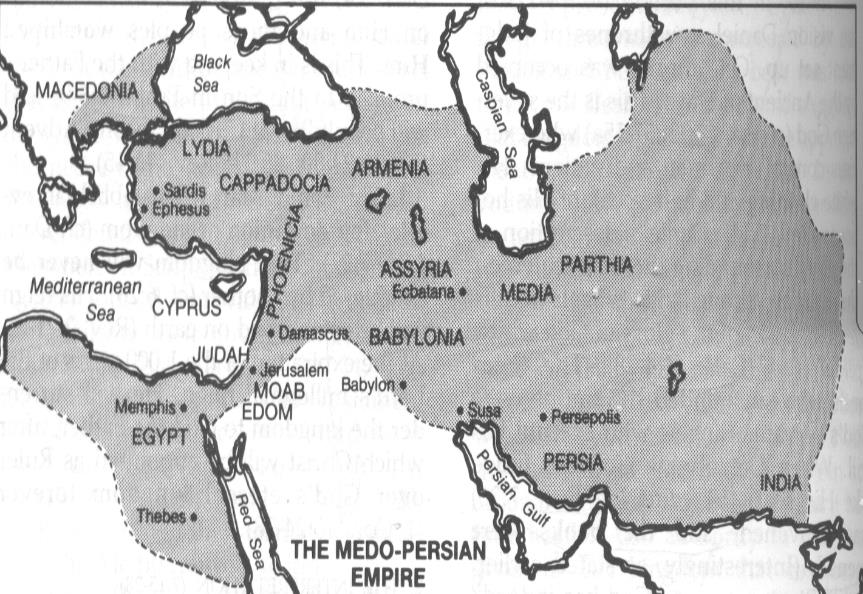 Black
Sea
Caspian Sea
MACEDONIA
LYDIA
CAPPADOCIA
ARMENIA
Sardis
Ephesus
PHOENICIA
ASSYRIA
Ecbatana
MEDIA
PARTHIA
Mediterranean
Sea
CYPRUS
Damascus
BABYLONIA
JUDAH
Jerusalem
MOAB
EDOM
Babylon
Memphis
EGYPT
Susa
Persepolis
PERSIA
Persian Gulf
INDIA
Thebes
Red Sea
THE MEDO-PERSIAN
EMPIRE